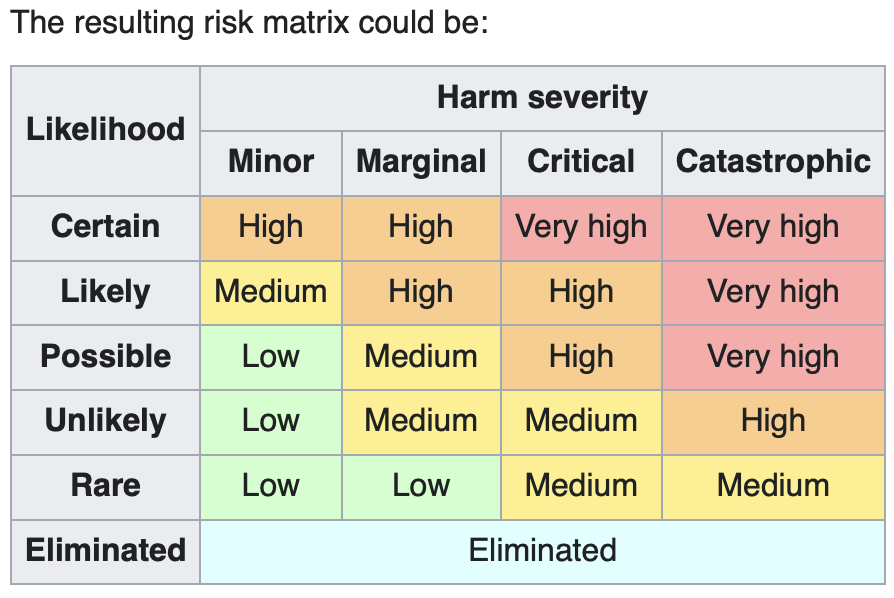 The resulting risk matrix could be:
Likelihood
Harm severity
Minor Marginal Critical Catastrophic
Certain High High Very high Very high
Likely Medium High High Very high
Possible Low Medium High Very high
Unlikely Low Medium Medium High
Rare Low Low Medium Medium
Eliminated Eliminated